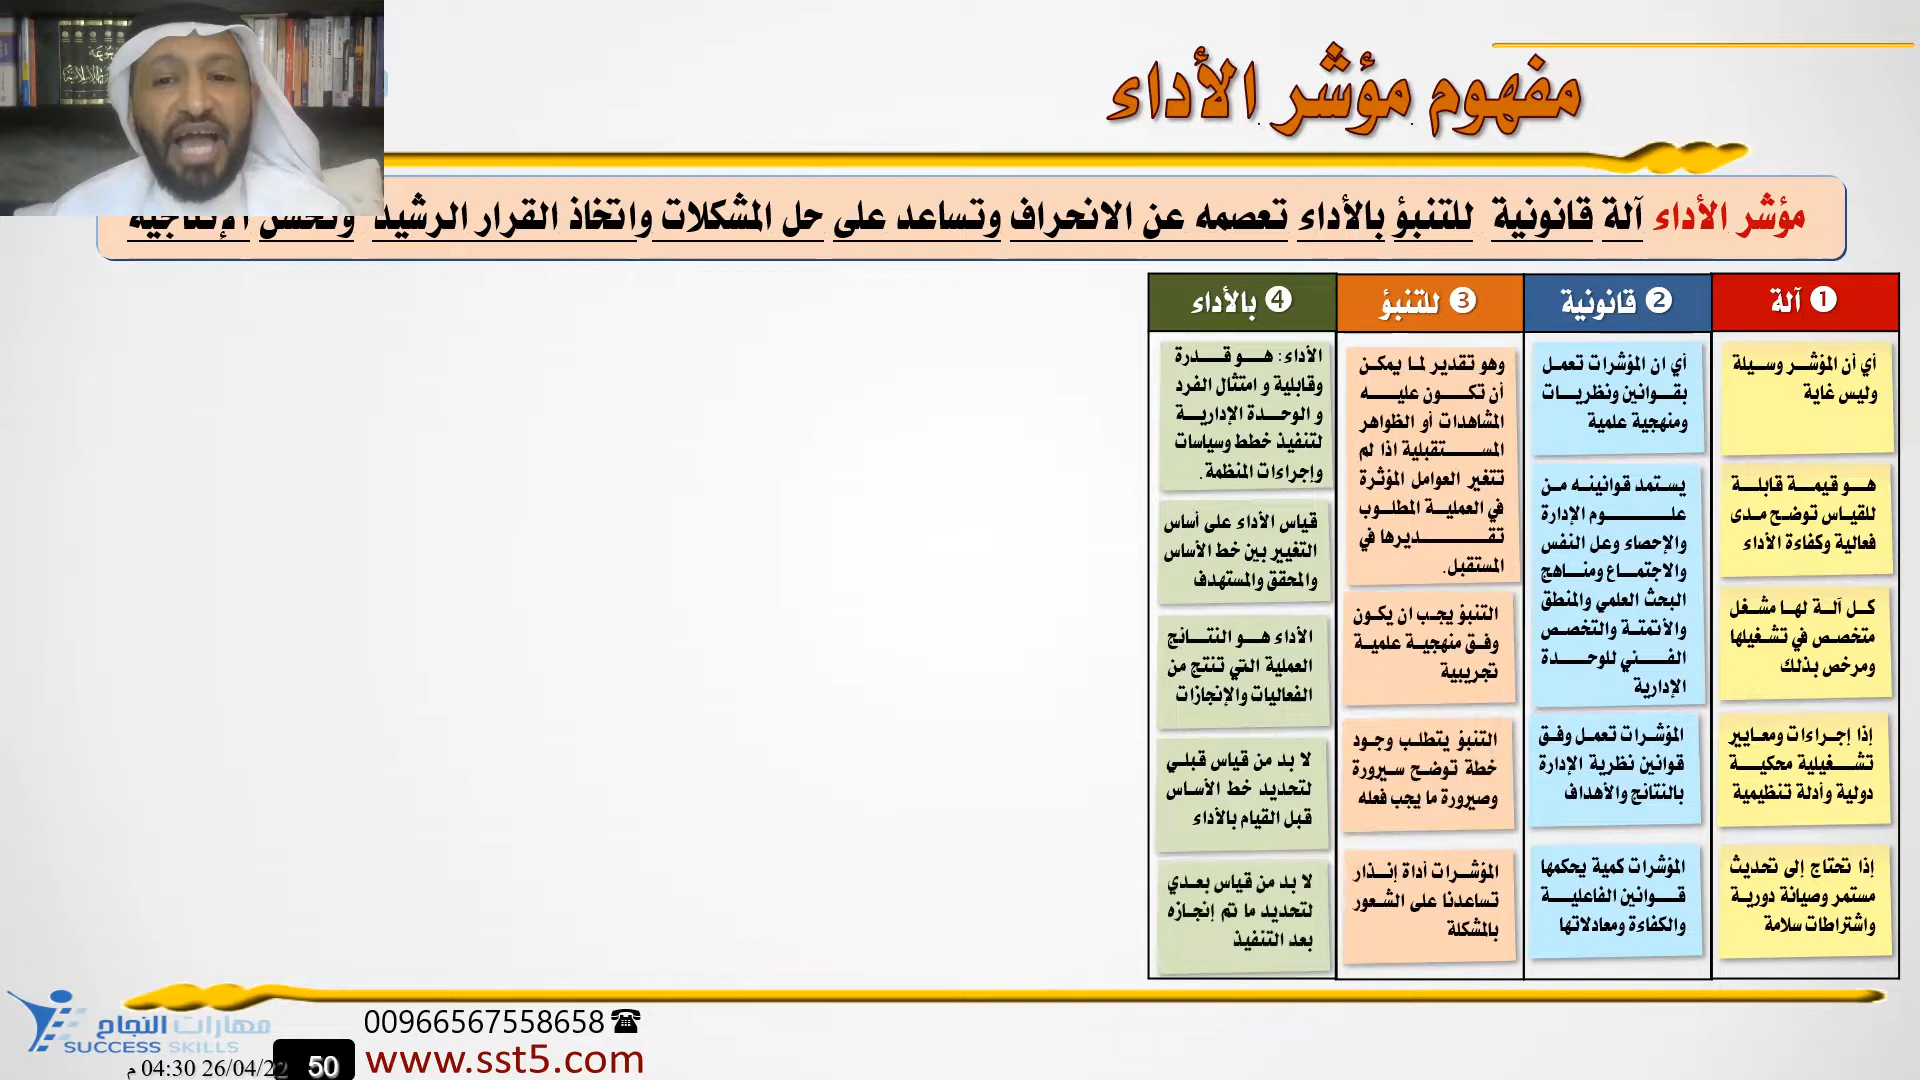 مفهوم مؤشر الأداء
مؤشر الأداء آلة قانونية للتنبؤ بالأداء تعصمه عن الانحراف وتساعد على حل المشكلات واتخاذ القرار الرشيد وتحسن الإنتاجية
❶ آلة
أي أن المؤشر وسيلة
وليس غاية
هو قيمة قابلة
للقياس توضح مدى
فعالية وكفاءة الأداء
كل آلة لها مشغل
متخصص في تشغيلها
ومرخص بذلك
إذا إجراءات ومعايير
تشغيلية محكية
دولية وأدلة تنظيمية
إذا تحتاج إلى تحديث
مستمر وصيانة دورية
واشتراطات سلامة
❷ قانونية
أي ان المؤشرات تعمل
بقوانين ونظريات
ومنهجية علمية
يستمد قوانينه من
علوم الإدارة
والإحصاء وعل النفس
والاجتماع ومناهج
البحث العلمي والمنطق
والأتمتة والتخصص
الفني للوحدة
الإدارية
المؤشرات تعمل وفق
قوانين نظرية الإدارة
بالنتائج والأهداف
المؤشرات كمية يحكمها
قوانين الفاعلية
والكفاءة ومعادلاتها
❸ للتنبؤ
وهو تقدير لما يمكن
أن تكون عليه
المشاهدات أو الظواهر
المستقبلية اذا لم
تتغير العوامل المؤثرة
في العملية المطلوب
تقديرها في
المستقبل.
التنبؤ يجب ان يكون
وفق منهجية علمية
تجريبية
التنبؤ يتطلب وجود
خطة توضح سيرورة
وصيرورة ما يجب فعله
المؤشرات أداة إنذار
تساعدنا على الشعور
بالمشكلة
❹ بالأداء
الأداء: هو قدرة
وقابلية و امتثال الفرد
و الوحدة الإدارية
لتنفيذ خطط وسياسات
وإجراءات المنظمة.
قياس الأداء على أساس
التغيير بين خط الأساس
والمحقق والمستهدف
الأداء هو النتائج
العملية التي تنتج من
الفعاليات والإنجازات
لا بد من قياس قبلي
لتحديد خط الأساس
قبل القيام بالأداء
لا بد من قياس بعدي
لتحديد ما تم إنجازه
بعد التنفيذ
مهارات النجاح
SUCCESS SKILLS
00966567558658 ☎
www.sst5.com
26/04/22 04:30 م
50